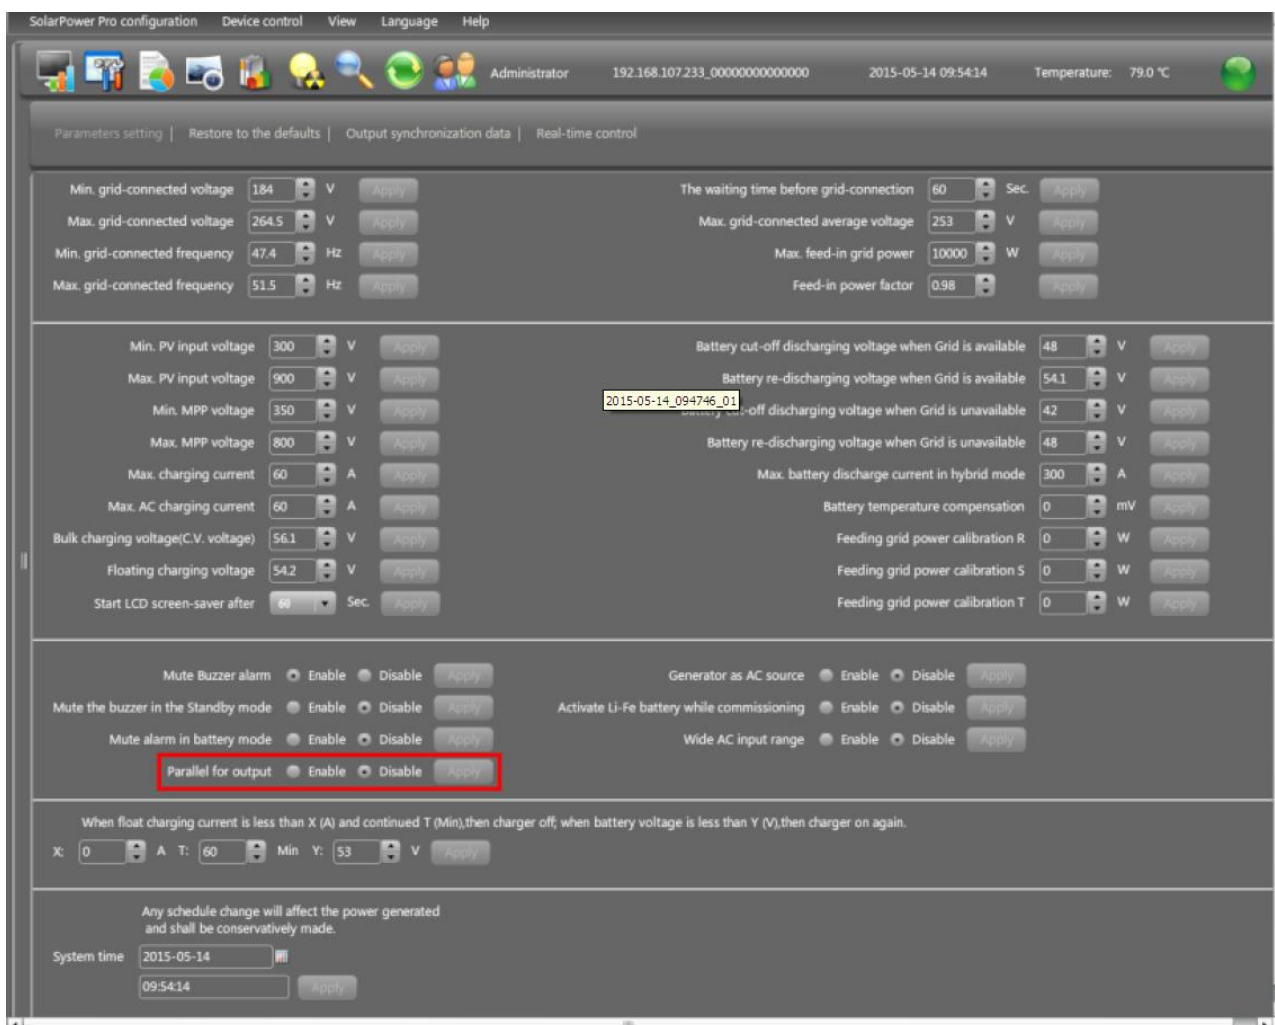 SolarPower Pro configuration Device control View Language Help
Administrator 192.168.107.233_00000000000000 2015-05-14 09:54:14 Temperature: 79.0 ℃
Parameters setting | Restore to the defaults | Output synchronization data | Real-time control
Min. grid-connected voltage 184 V Apply The waiting time before grid-connection 60 Sec. Apply
Max. grid-connected voltage 264.5 V Apply Max. grid-connected average voltage 253 V Apply
Min. grid-connected frequency 47.4 Hz Apply Max. feed-in grid power 10000 W Apply
Max. grid-connected frequency 51.5 Hz Apply Feed-in power factor 0.98 Apply
Min. PV input voltage 300 V Apply Battery cut-off discharging voltage when Grid is available 48 V Apply
Max. PV input voltage 900 V Apply Battery re-discharging voltage when Grid is available 54.1 V Apply
2015-05-14_094746_01
Min. MPP voltage 350 V Apply -off discharging voltage when Grid is unavailable 42 V Apply
Max. MPP voltage 800 V Apply Battery re-discharging voltage when Grid is unavailable 48 V Apply
Max. charging current 60 A Apply Max. battery discharge current in hybrid mode 300 A Apply
Max. AC charging current 60 A Apply Battery temperature compensation 0 mV Apply
Bulk charging voltage(C.V. voltage) 56.1 V Apply Feeding grid power calibration R 0 W Apply
Floating charging voltage 54.2 V Apply Feeding grid power calibration S 0 W Apply
Start LCD screen-saver after 60 Sec. Apply Feeding grid power calibration T 0 W Apply
Mute Buzzer alarm Enable Disable Apply Generator as AC source Enable Disable Apply
Mute the buzzer in the Standby mode Enable Disable Apply Activate Li-Fe battery while commissioning Enable Disable Apply
Mute alarm in battery mode Enable Disable Apply Wide AC input range Enable Disable Apply
Parallel for output Enable Disable Apply
When float charging current is less than X (A) and continued T (Min),then charger off; when battery voltage is less than Y (V),then charger on again.
X: 0 A T: 60 Min Y: 53 V Apply
Any schedule change will affect the power generated
and shall be conservatively made.
System time 2015-05-14
09:54:14 Apply